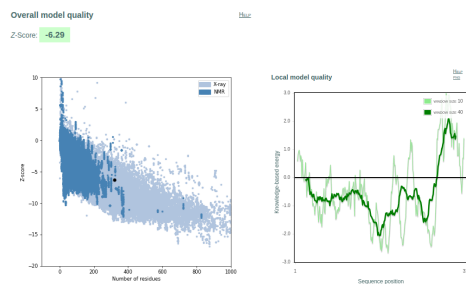 Overall model quality
HELP
Z-Score: -6.29
10
5
0
-5
-10
-15
-20
Z-score
X-ray
NMR
0 200 400 600 800 1000
Number of residues
Local model quality
HELP
3.0
2.0
1.0
0.0
-1.0
-2.0
-3.0
Knowledge-based energy
WINDOW SIZE 10
WINDOW SIZE 40
1
3
Sequence position